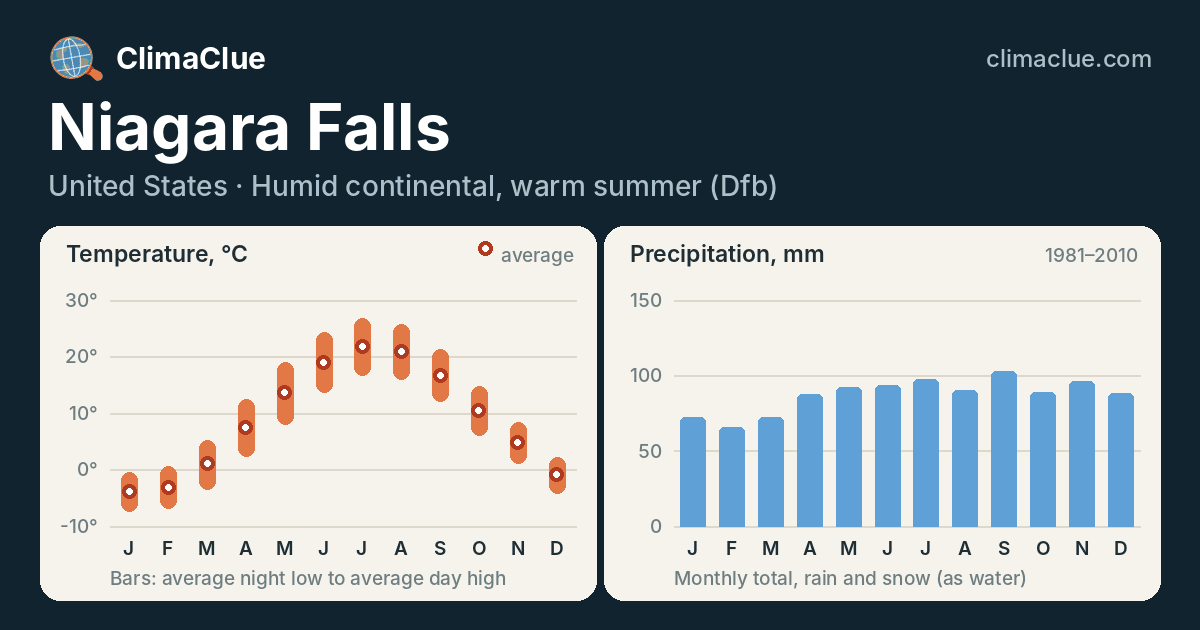 ClimaClue
climaclue.com
Niagara Falls
United States · Humid continental, warm summer (Dfb)
Temperature, °C
average
30°
20°
10°
0°
-10°
J F M A M J J A S O N D
Bars: average night low to average day high
Precipitation, mm
1981–2010
150
100
50
0
J F M A M J J A S O N D
Monthly total, rain and snow (as water)